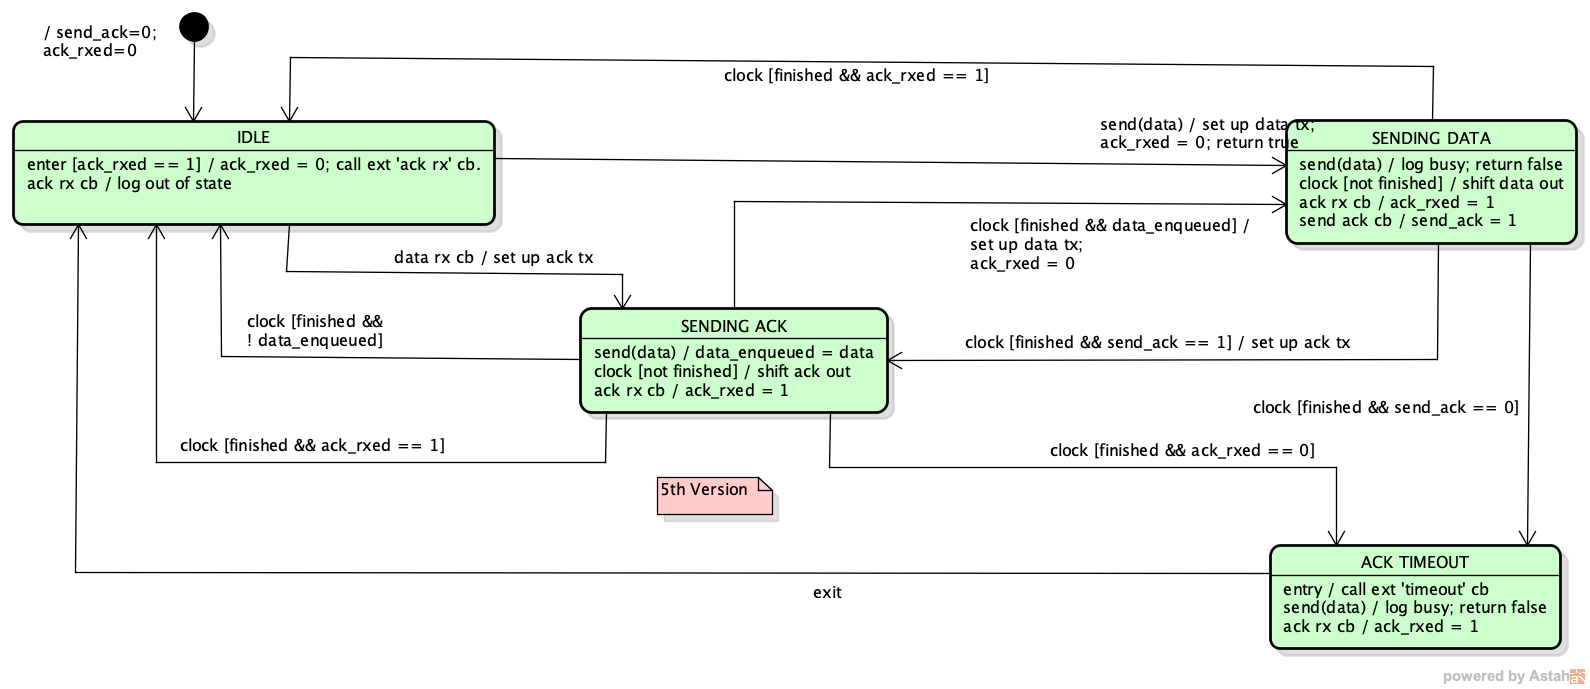 / send_ack=0;
ack_rxed=0
clock [finished && ack_rxed == 1]
IDLE
enter [ack_rxed == 1] / ack_rxed = 0; call ext 'ack rx' cb.
ack rx cb / log out of state
send(data) / set up data tx;
ack_rxed = 0; return true
SENDING DATA
send(data) / log busy; return false
clock [not finished] / shift data out
ack rx cb / ack_rxed = 1
send ack cb / send_ack = 1
clock [finished && data_enqueued] /
set up data tx;
ack_rxed = 0
data rx cb / set up ack tx
clock [finished &&
! data_enqueued]
SENDING ACK
send(data) / data_enqueued = data
clock [not finished] / shift ack out
ack rx cb / ack_rxed = 1
clock [finished && send_ack == 1] / set up ack tx
clock [finished && send_ack == 0]
clock [finished && ack_rxed == 1]
clock [finished && ack_rxed == 0]
5th Version
ACK TIMEOUT
entry / call ext 'timeout' cb
send(data) / log busy; return false
ack rx cb / ack_rxed = 1
exit
powered by Astah